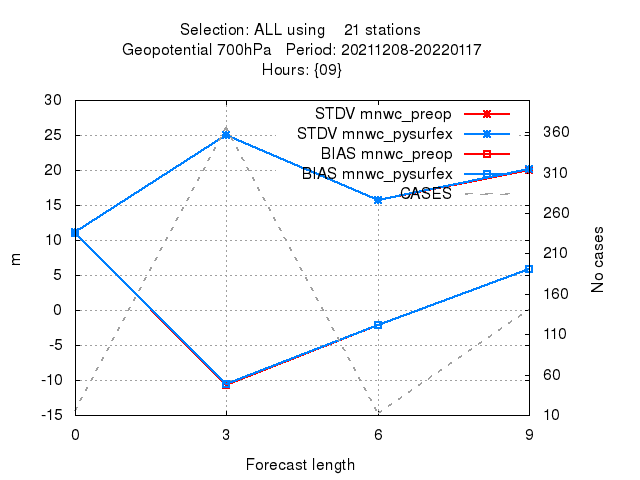 Selection: ALL using    21 stations
Geopotential 700hPa   Period: 20211208-20220117
Hours: {09}
STDV mnwc_preop
STDV mnwc_pysurfex
BIAS mnwc_preop
BIAS mnwc_pysurfex
CASES
30
25
20
15
10
5
0
-5
-10
-15
m
360
310
260
210
160
110
60
10
No cases
0 3 6 9
Forecast length